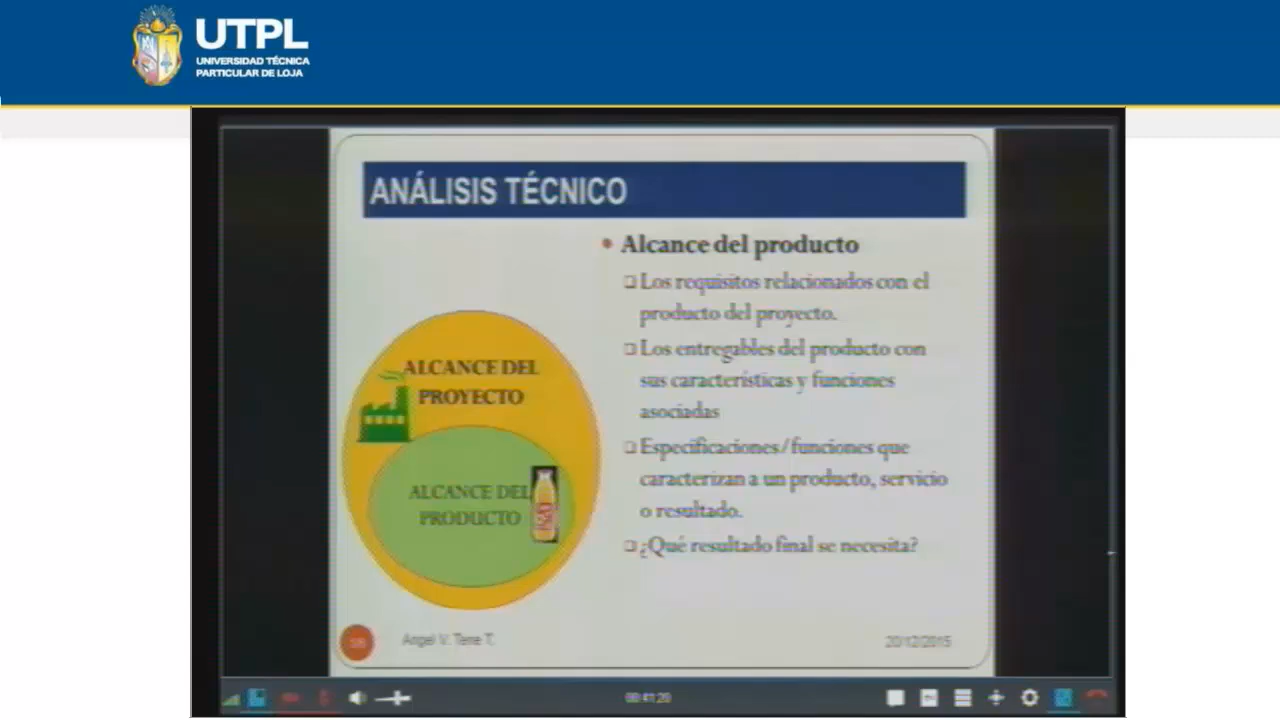 UTPL
UNIVERSIDAD TÉCNICA
PARTICULAR DE LOJA
ANÁLISIS TÉCNICO
• Alcance del producto
❑ Los requisitos relacionados con el
producto del proyecto.
❑ Los entregables del producto con
sus características y funciones
asociadas
❑ Especificaciones/funciones que
caracterizan a un producto, servicio
o resultado.
❑ ¿Qué resultado final se necesita?
ALCANCE DEL
PROYECTO
ALCANCE DEL
PRODUCTO
Angel V. Tene T.
20/12/2015
00:41:20